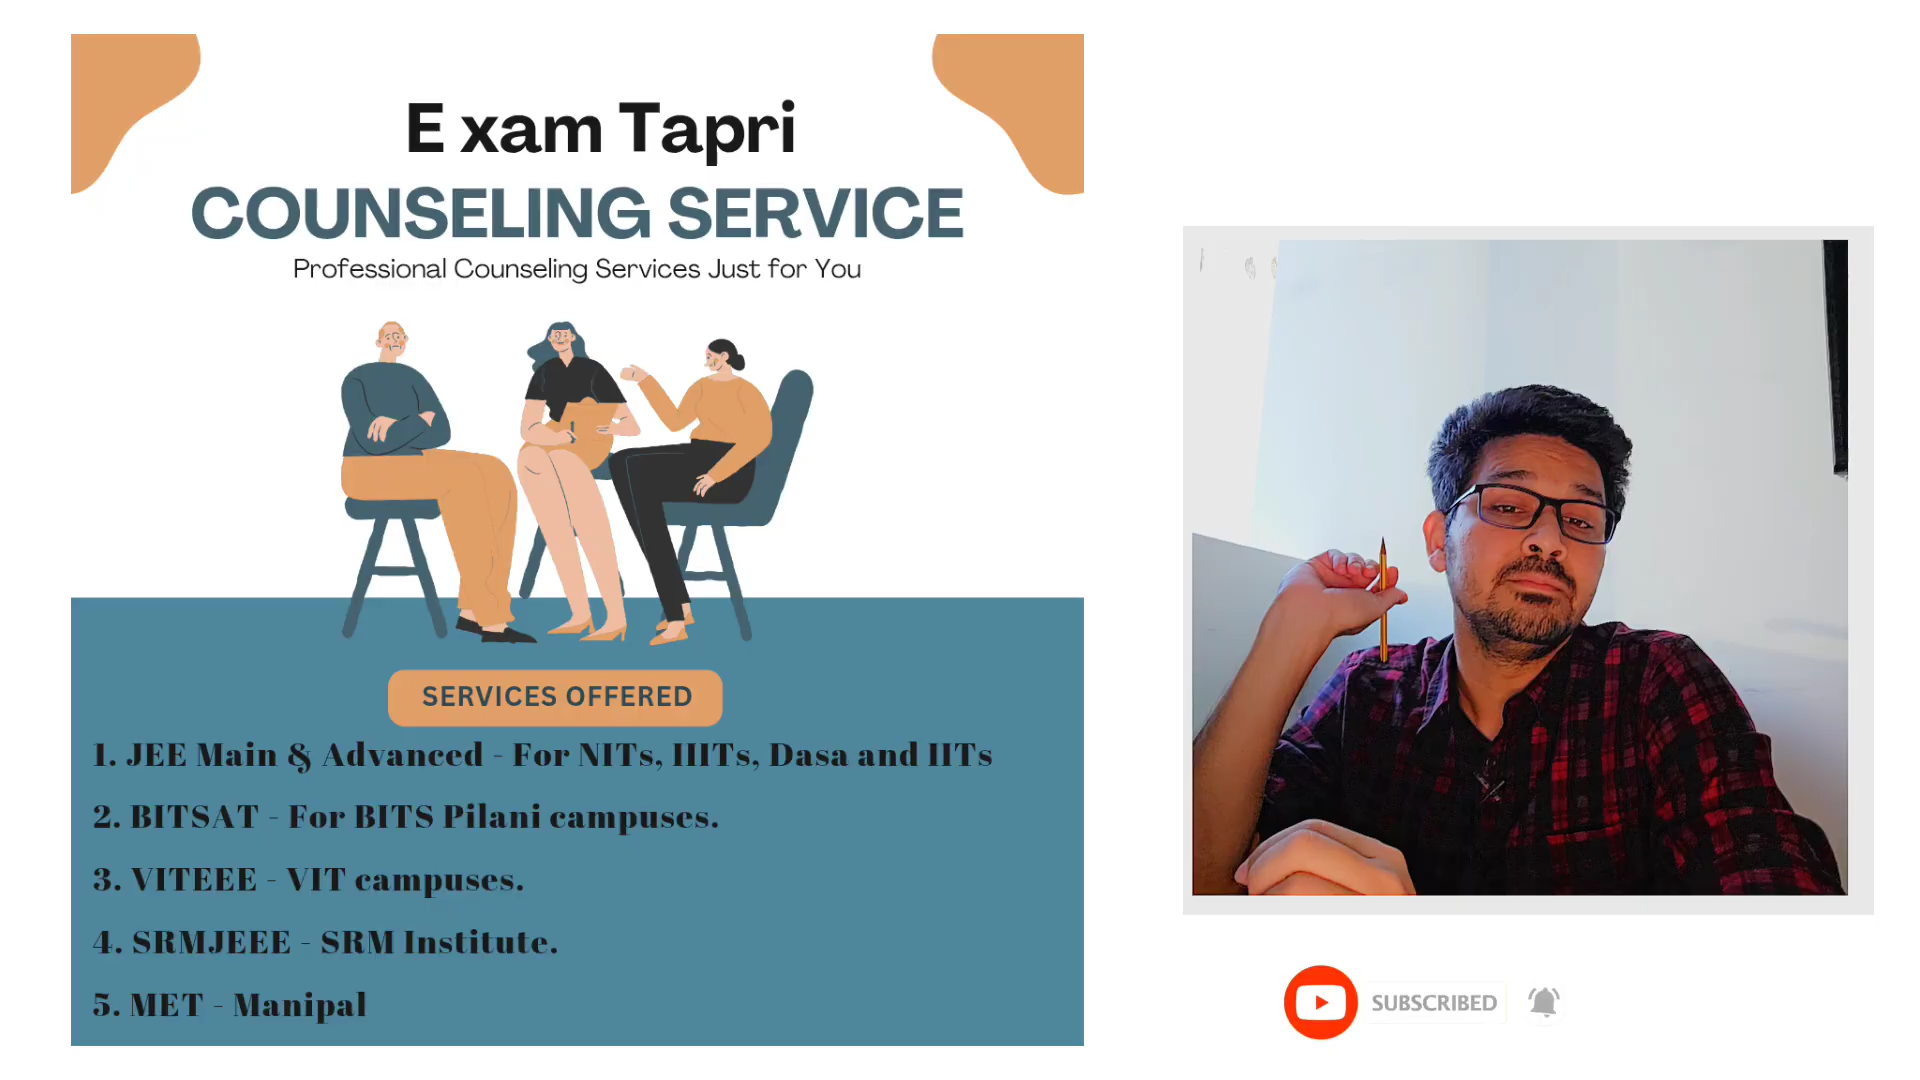 E xam Tapri
COUNSELING SERVICE
Professional Counseling Services Just for You
SERVICES OFFERED
1. JEE Main & Advanced - For NITs, IIITs, Dasa and IITs
2. BITSAT - For BITS Pilani campuses.
3. VITEEE - VIT campuses.
4. SRMJEEE - SRM Institute.
5. MET - Manipal
SUBSCRIBED